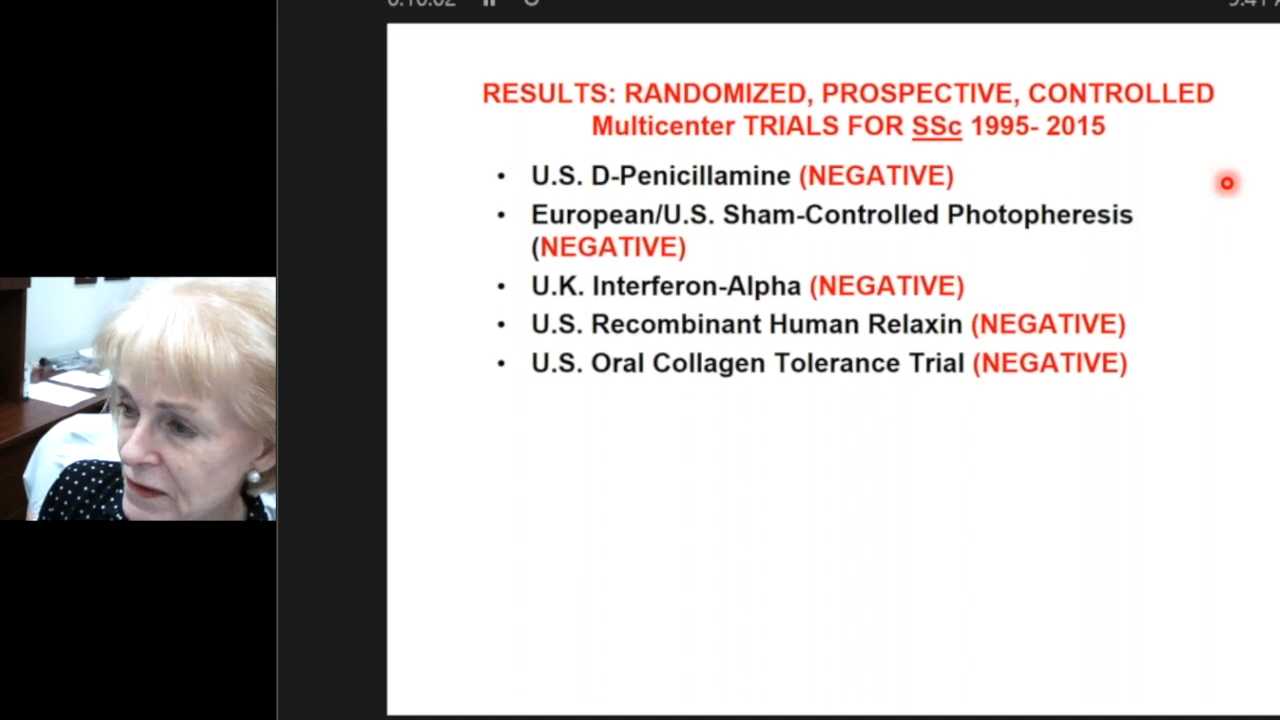 RESULTS: RANDOMIZED, PROSPECTIVE, CONTROLLED
Multicenter TRIALS FOR SSc 1995- 2015
• U.S. D-Penicillamine (NEGATIVE)
• European/U.S. Sham-Controlled Photopheresis
(NEGATIVE)
• U.K. Interferon-Alpha (NEGATIVE)
• U.S. Recombinant Human Relaxin (NEGATIVE)
• U.S. Oral Collagen Tolerance Trial (NEGATIVE)